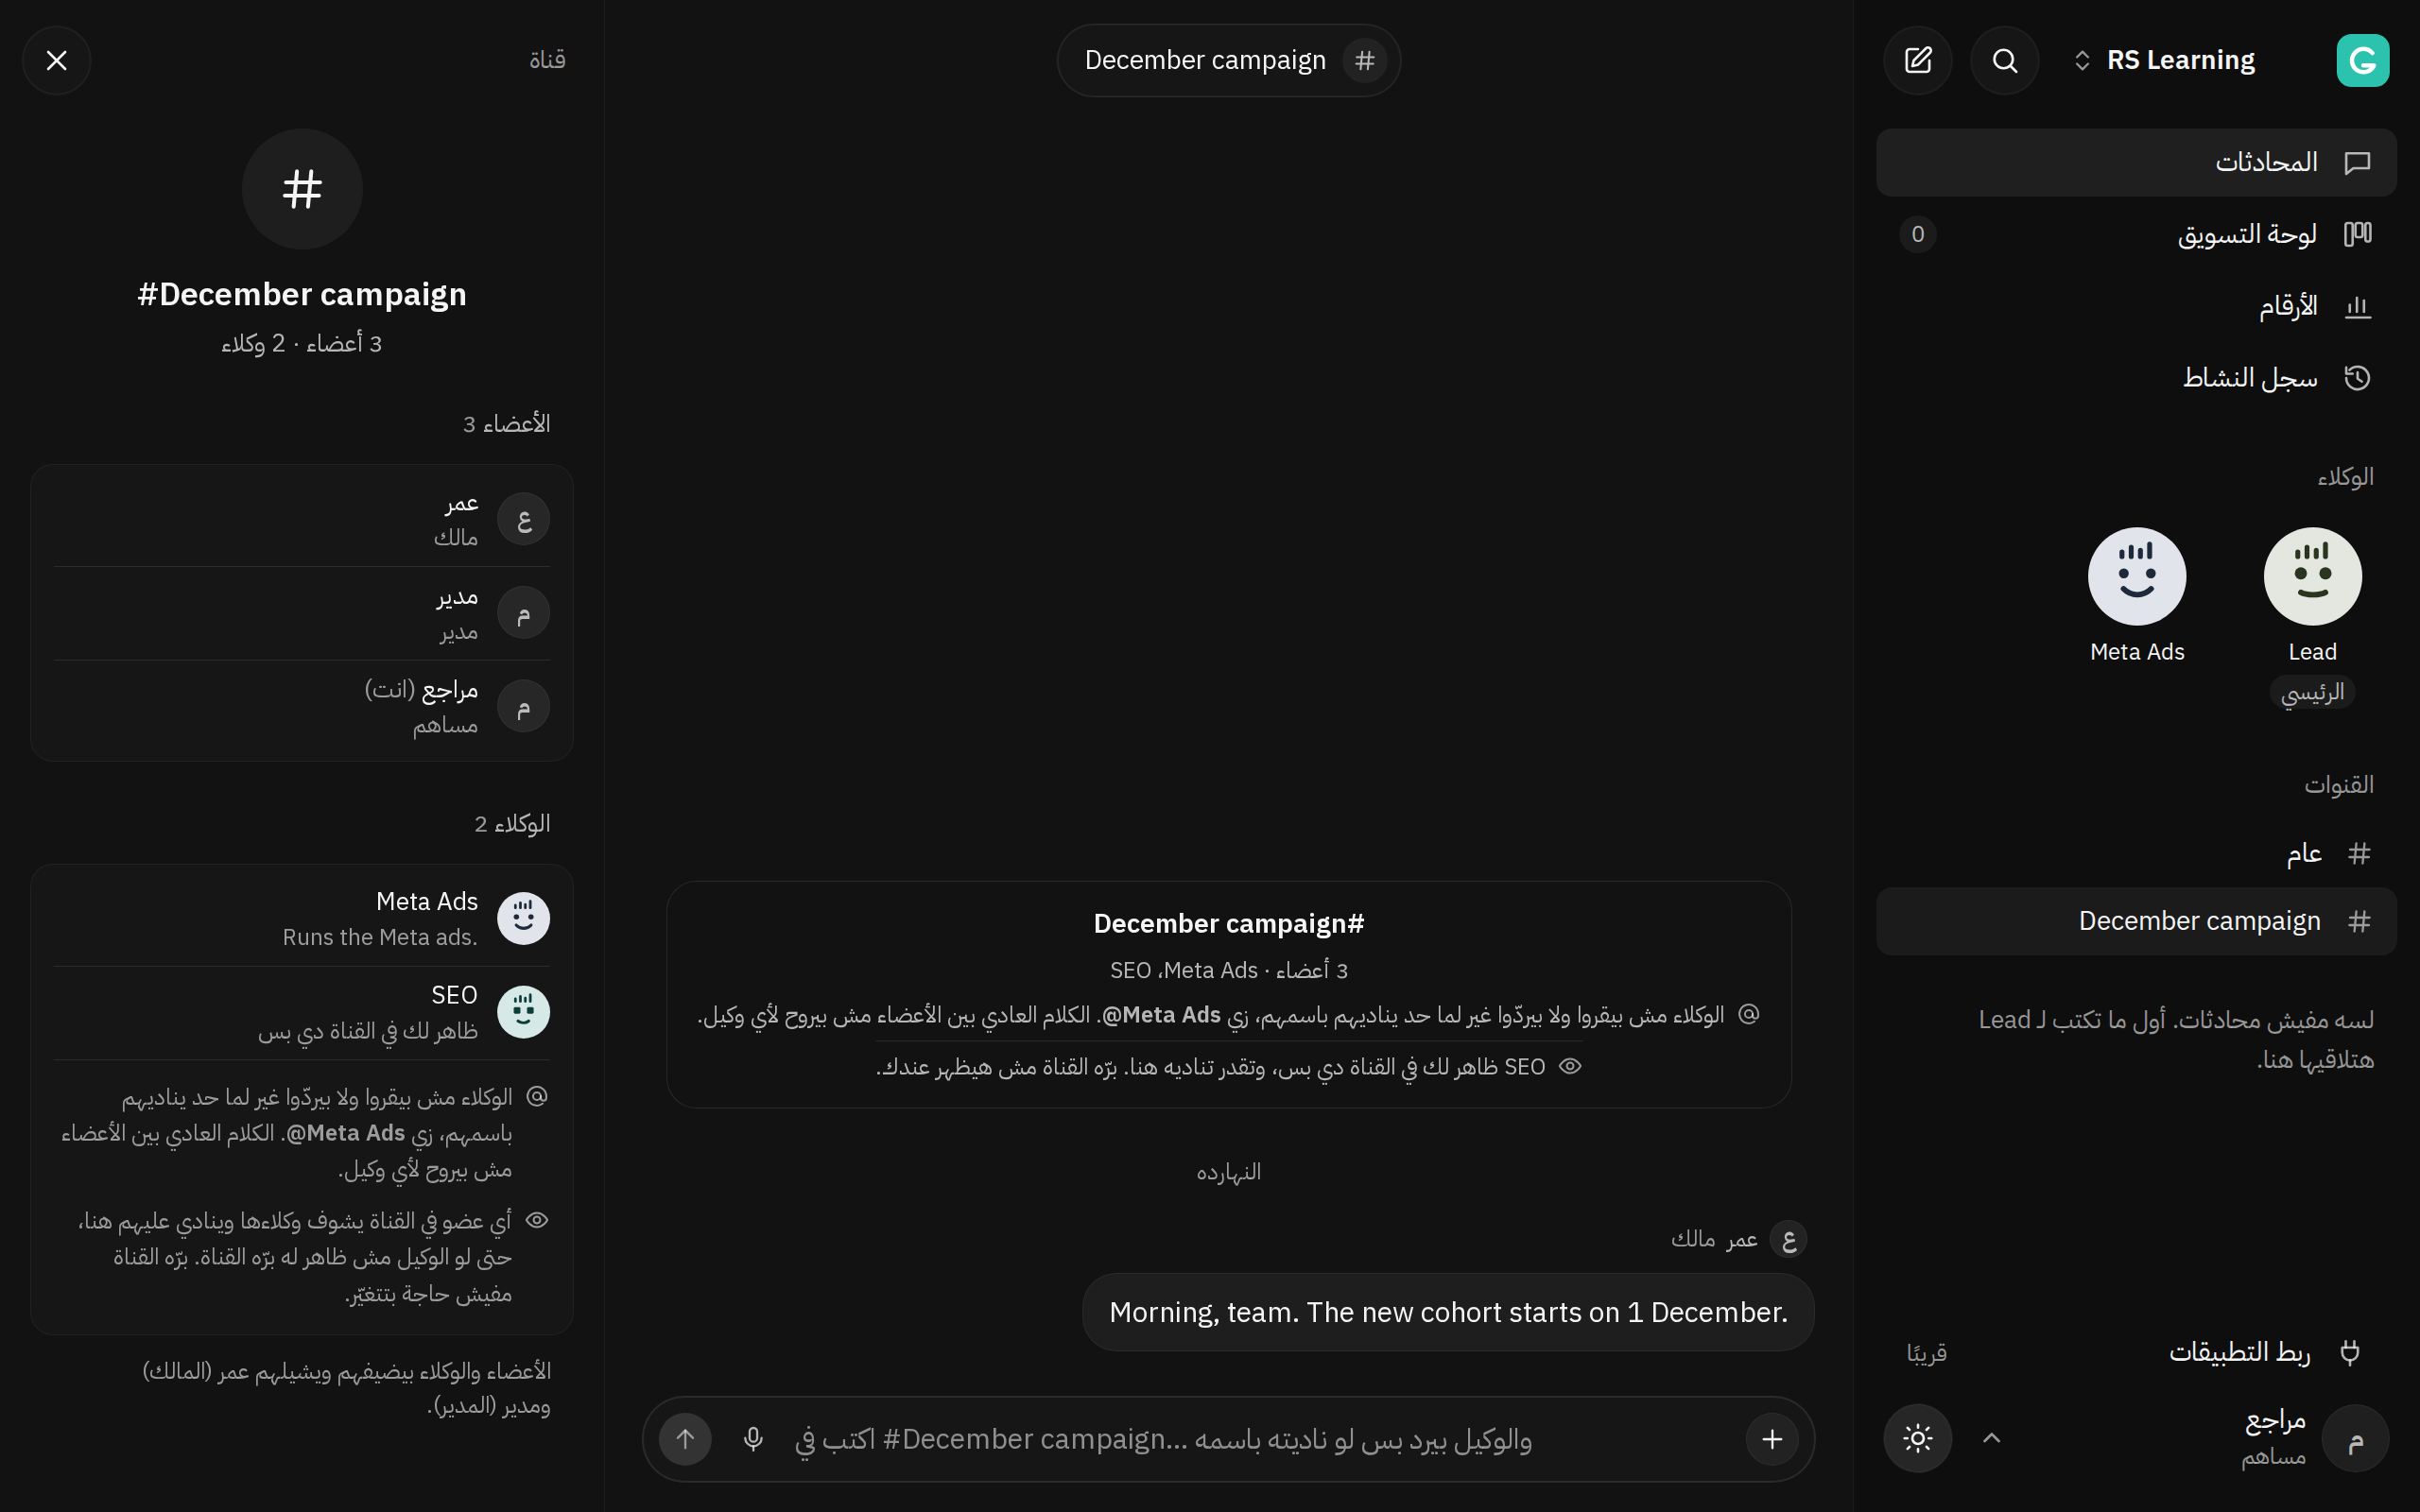 RS Learning
المحادثات
لوحة التسويق
0
الأرقام
سجل النشاط
الوكلاء
Lead
الرئيسي
Meta Ads
القنوات
# عام
# December campaign
لسه مفيش محادثات. أول ما تكتب لـ Lead
هتلاقيها هنا.
ربط التطبيقات
قريبًا
م
مراجع
مساهم
# December campaign
December campaign#
3 أعضاء · Meta Ads، SEO
الوكلاء مش بيقروا ولا بيردّوا غير لما حد يناديهم باسمهم، زي @Meta Ads. الكلام العادي بين الأعضاء مش بيروح لأي وكيل.
SEO ظاهر لك في القناة دي بس، وتقدر تناديه هنا. برّه القناة مش هيظهر عندك.
النهارده
ع عمر مالك
Morning, team. The new cohort starts on 1 December.
اكتب في #December campaign... والوكيل بيرد بس لو ناديته باسمه
قناة
#
#December campaign
3 أعضاء · 2 وكلاء
الأعضاء 3
ع
عمر
مالك
م
مدير
مدير
م
مراجع (انت)
مساهم
الوكلاء 2
Meta Ads
Runs the Meta ads.
SEO
ظاهر لك في القناة دي بس
الوكلاء مش بيقروا ولا بيردّوا غير لما حد يناديهم
باسمهم، زي @Meta Ads. الكلام العادي بين الأعضاء
مش بيروح لأي وكيل.
أي عضو في القناة يشوف وكلاءها وينادي عليهم هنا،
حتى لو الوكيل مش ظاهر له برّه القناة. برّه القناة
مفيش حاجة بتتغيّر.
الأعضاء والوكلاء بيضيفهم ويشيلهم عمر (المالك)
ومدير (المدير).